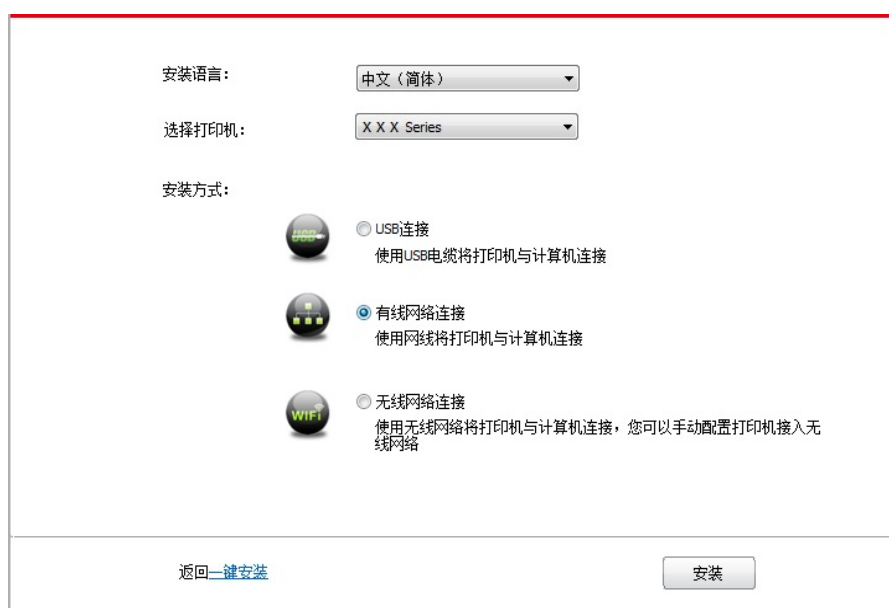 安装语言：
中文（简体）
选择打印机：
X X X Series
安装方式：
USB
USB连接
使用USB电缆将打印机与计算机连接
有线网络连接
使用网线将打印机与计算机连接
WIFI
无线网络连接
使用无线网络将打印机与计算机连接，您可以手动配置打印机接入无
线网络
返回一键安装
安装